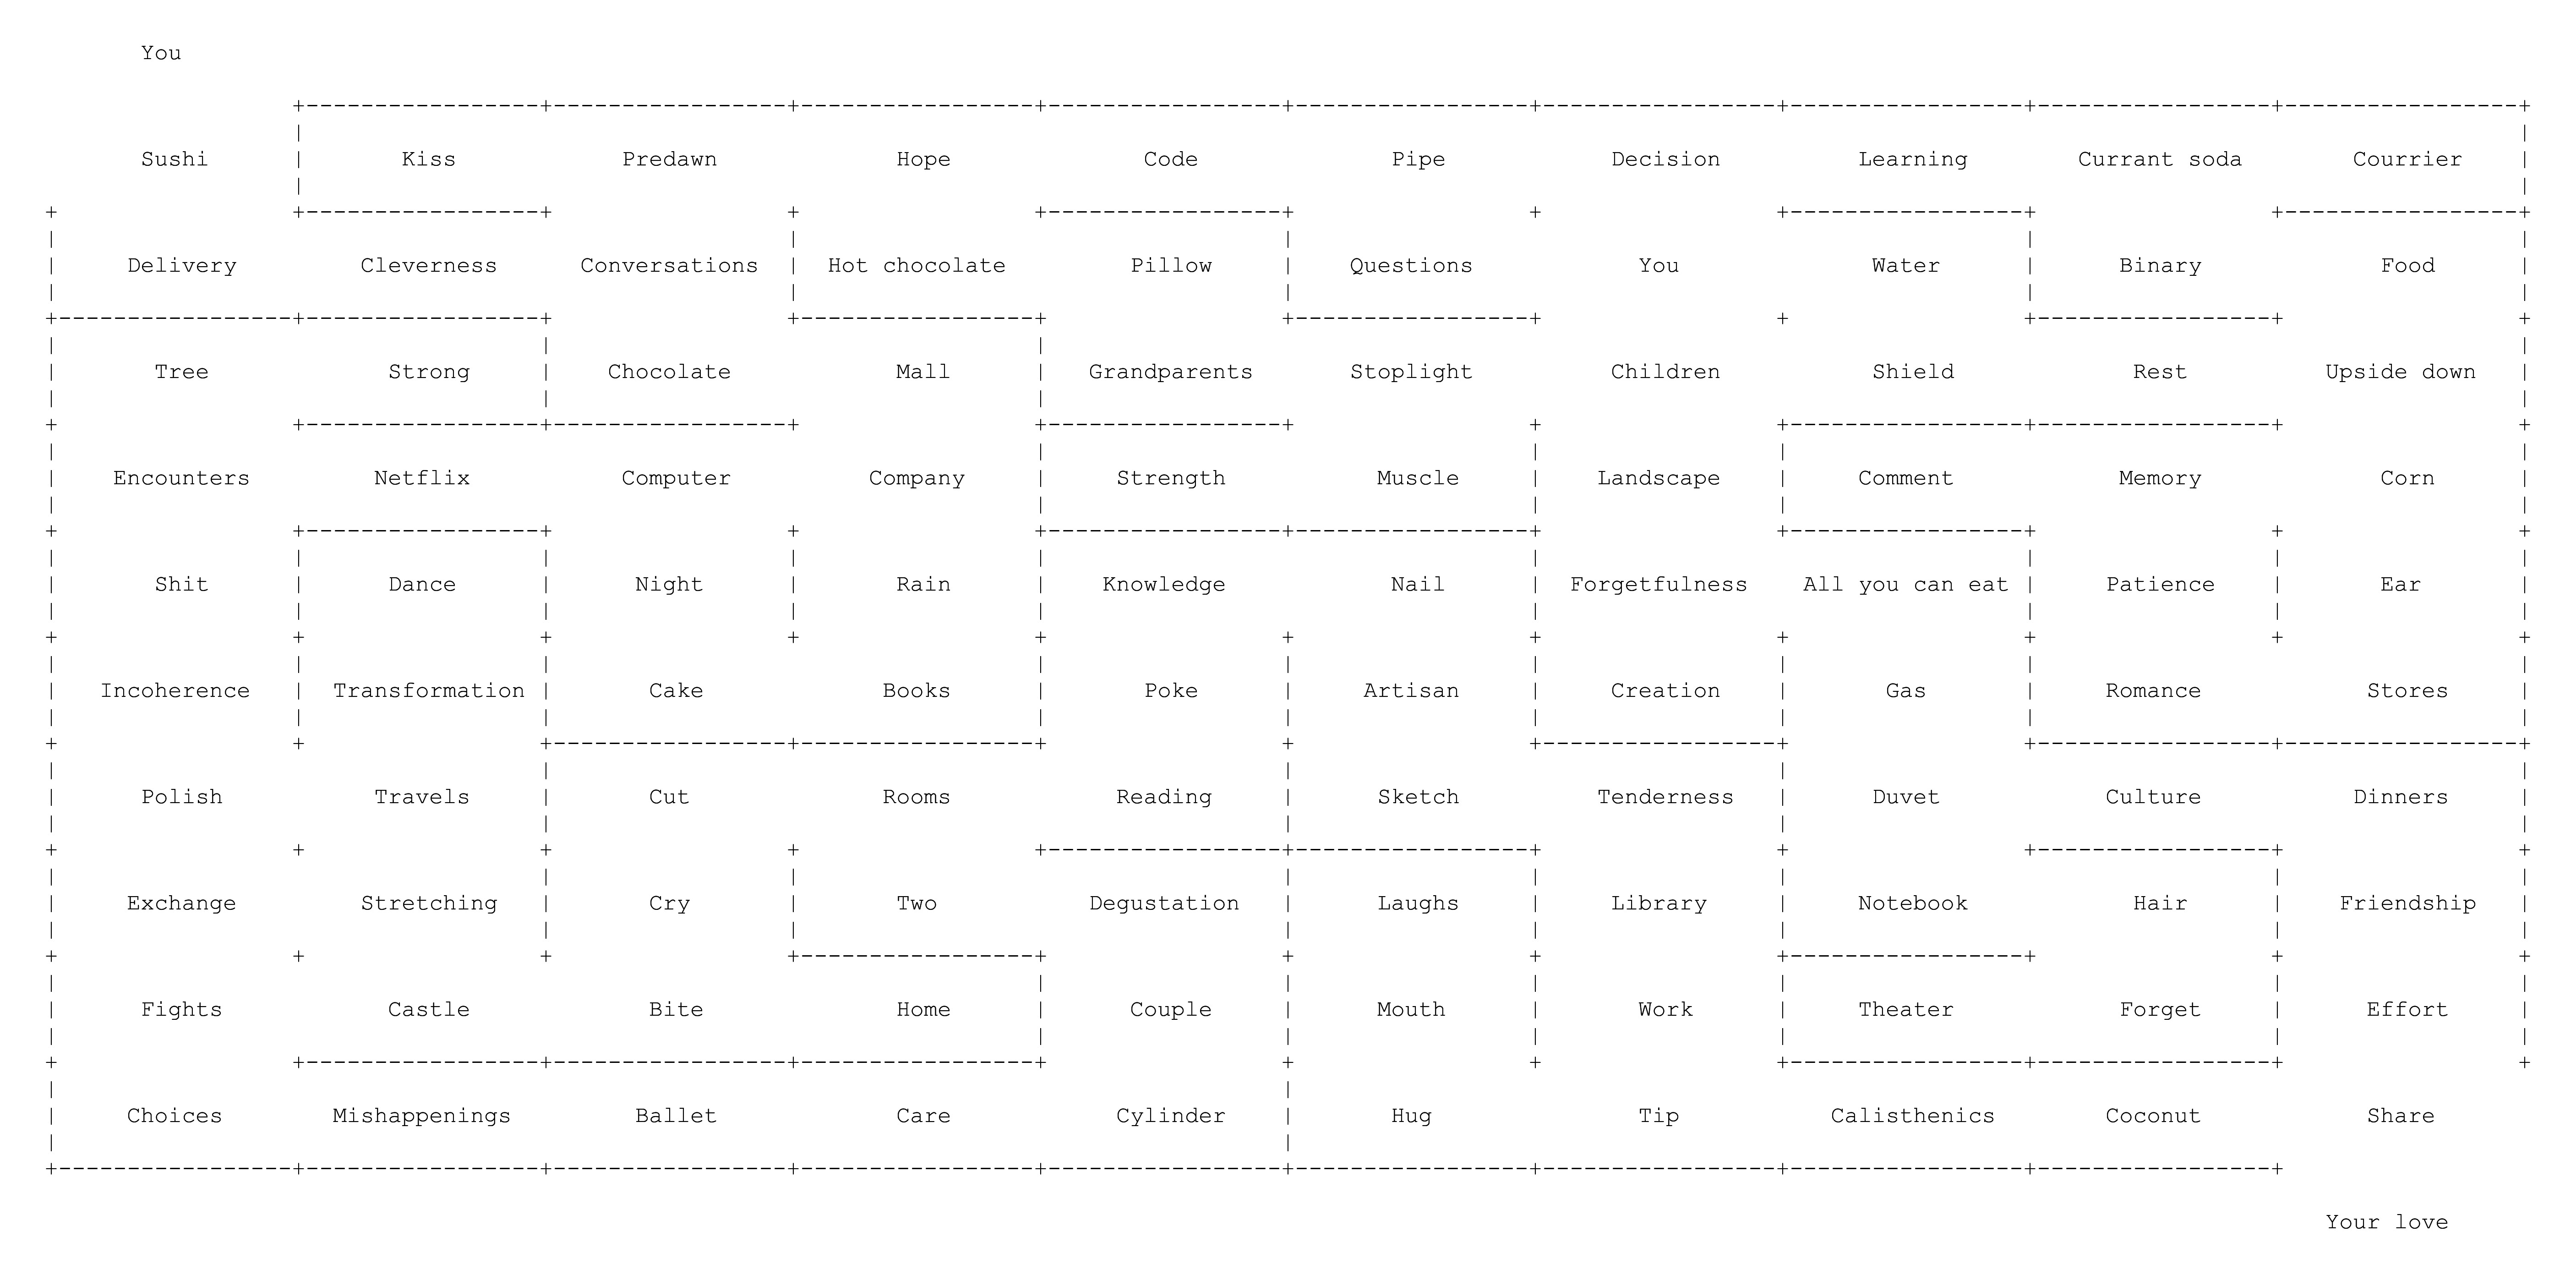 You
Sushi Kiss Predawn Hope Code Pipe Decision Learning Currant soda Courrier
Delivery Cleverness Conversations Hot chocolate Pillow Questions You Water Binary Food
Tree Strong Chocolate Mall Grandparents Stoplight Children Shield Rest Upside down
Encounters Netflix Computer Company Strength Muscle Landscape Comment Memory Corn
Shit Dance Night Rain Knowledge Nail Forgetfulness All you can eat Patience Ear
Incoherence Transformation Cake Books Poke Artisan Creation Gas Romance Stores
Polish Travels Cut Rooms Reading Sketch Tenderness Duvet Culture Dinners
Exchange Stretching Cry Two Degustation Laughs Library Notebook Hair Friendship
Fights Castle Bite Home Couple Mouth Work Theater Forget Effort
Choices Mishappenings Ballet Care Cylinder Hug Tip Calisthenics Coconut Share
Your love